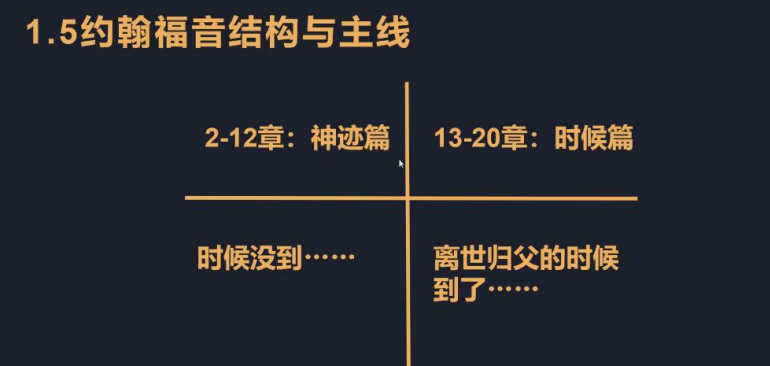 1.5约翰福音结构与主线
2-12章：神迹篇
13-20章：时候篇
时候没到……
离世归父的时候
到了……